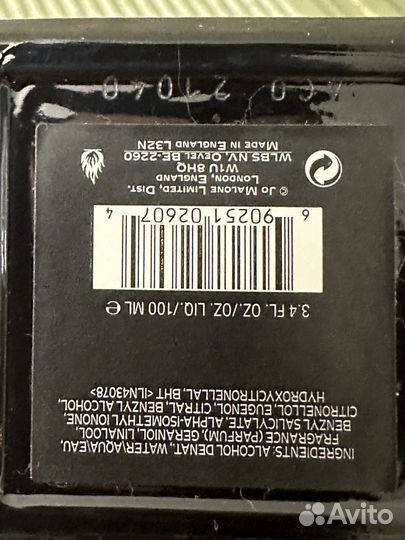 INGREDIENTS: ALCOHOL DENAT., WATER\AQUA\EAU,
FRAGRANCE (PARFUM), GERANIOL, LINALOOL,
BENZYL SALICYLATE, ALPHA-ISOMETHYL IONONE,
CITRONELLOL, EUGENOL, CITRAL, BENZYL ALCOHOL,
HYDROXYCITRONELLAL, BHT <ILN43078>
3.4 FL. OZ./OZ. LIQ./100 ML ℮
6 90251 02607 4
© JO MALONE LIMITED, DIST.
LONDON, ENGLAND
W1U 8HQ
WLBS NV. OEVEL BE-2260
MADE IN ENGLAND L32N
Avito